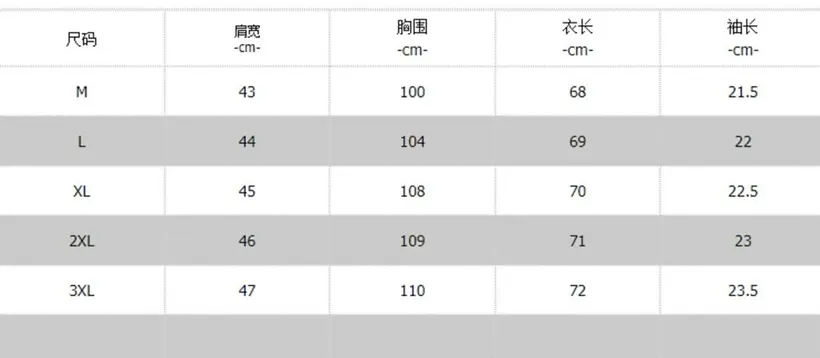 尺码 肩宽 胸围 衣长 袖长
-cm- -cm- -cm- -cm-
M 43 100 68 21.5
L 44 104 69 22
XL 45 108 70 22.5
2XL 46 109 71 23
3XL 47 110 72 23.5